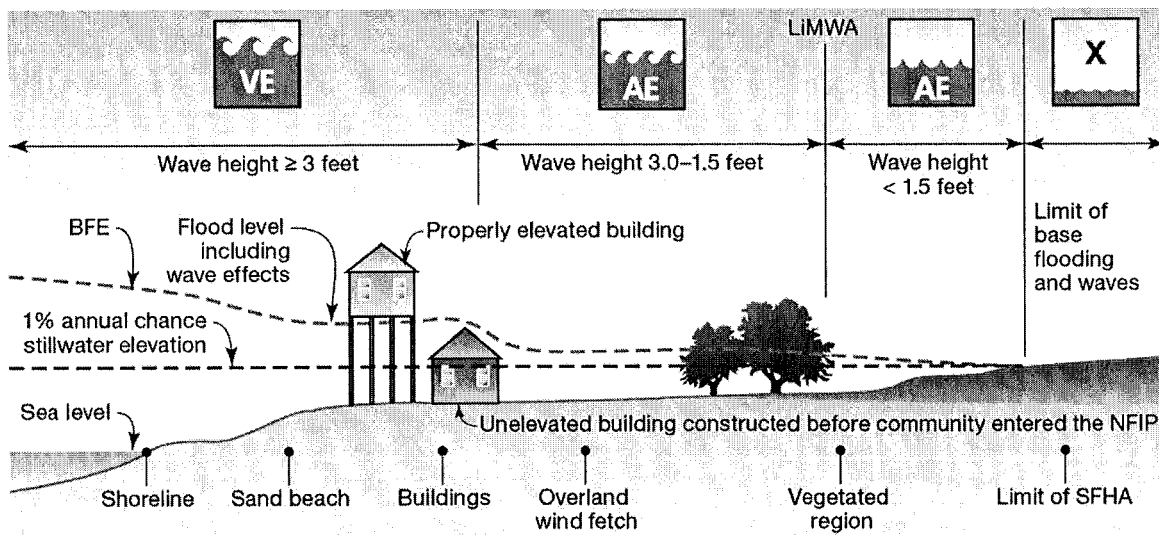 VE
AE
LiMWA
AE
X
Wave height ≥ 3 feet
Wave height 3.0–1.5 feet
Wave height
< 1.5 feet
BFE
Flood level
including
wave effects
Properly elevated building
Limit of
base
flooding
and waves
1% annual chance
stillwater elevation
Sea level
Unelevated building constructed before community entered the NFIP
Shoreline
Sand beach
Buildings
Overland
wind fetch
Vegetated
region
Limit of SFHA